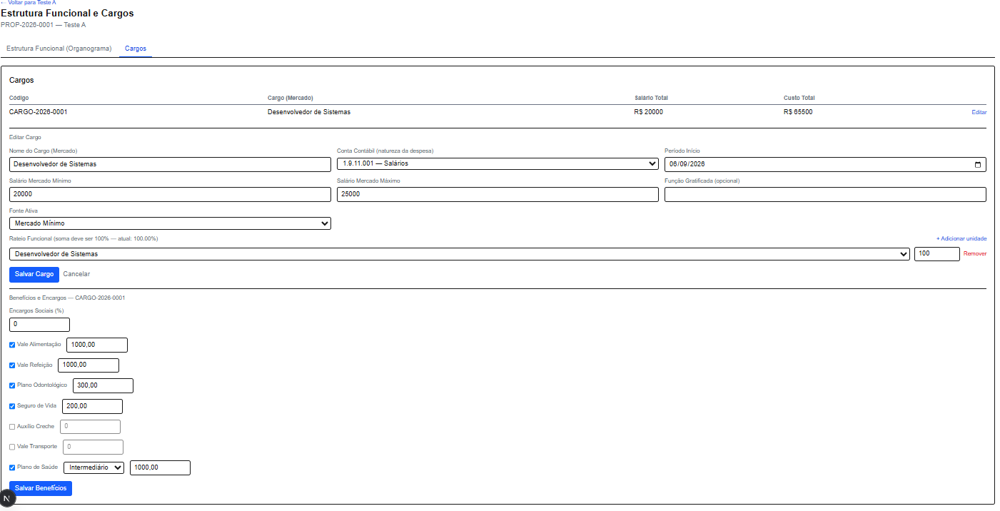 ← Voltar para Teste A
Estrutura Funcional e Cargos
PROP-2026-0001 — Teste A
Estrutura Funcional (Organograma) Cargos
Cargos
Código Cargo (Mercado) Salário Total Custo Total
CARGO-2026-0001 Desenvolvedor de Sistemas R$ 20000 R$ 65500 Editar
Editar Cargo
Nome do Cargo (Mercado) Conta Contábil (natureza da despesa) Período Início
Desenvolvedor de Sistemas 1.9.11.001 — Salários 06/09/2026
Salário Mercado Mínimo Salário Mercado Máximo Função Gratificada (opcional)
20000 25000
Fonte Ativa
Mercado Mínimo
Rateio Funcional (soma deve ser 100% — atual: 100.00%) + Adicionar unidade
Desenvolvedor de Sistemas 100 Remover
Salvar Cargo Cancelar
Benefícios e Encargos — CARGO-2026-0001
Encargos Sociais (%)
0
Vale Alimentação 1000,00
Vale Refeição 1000,00
Plano Odontológico 300,00
Seguro de Vida 200,00
Auxílio Creche 0
Vale Transporte 0
Plano de Saúde Intermediário 1000,00
Salvar Benefícios
N